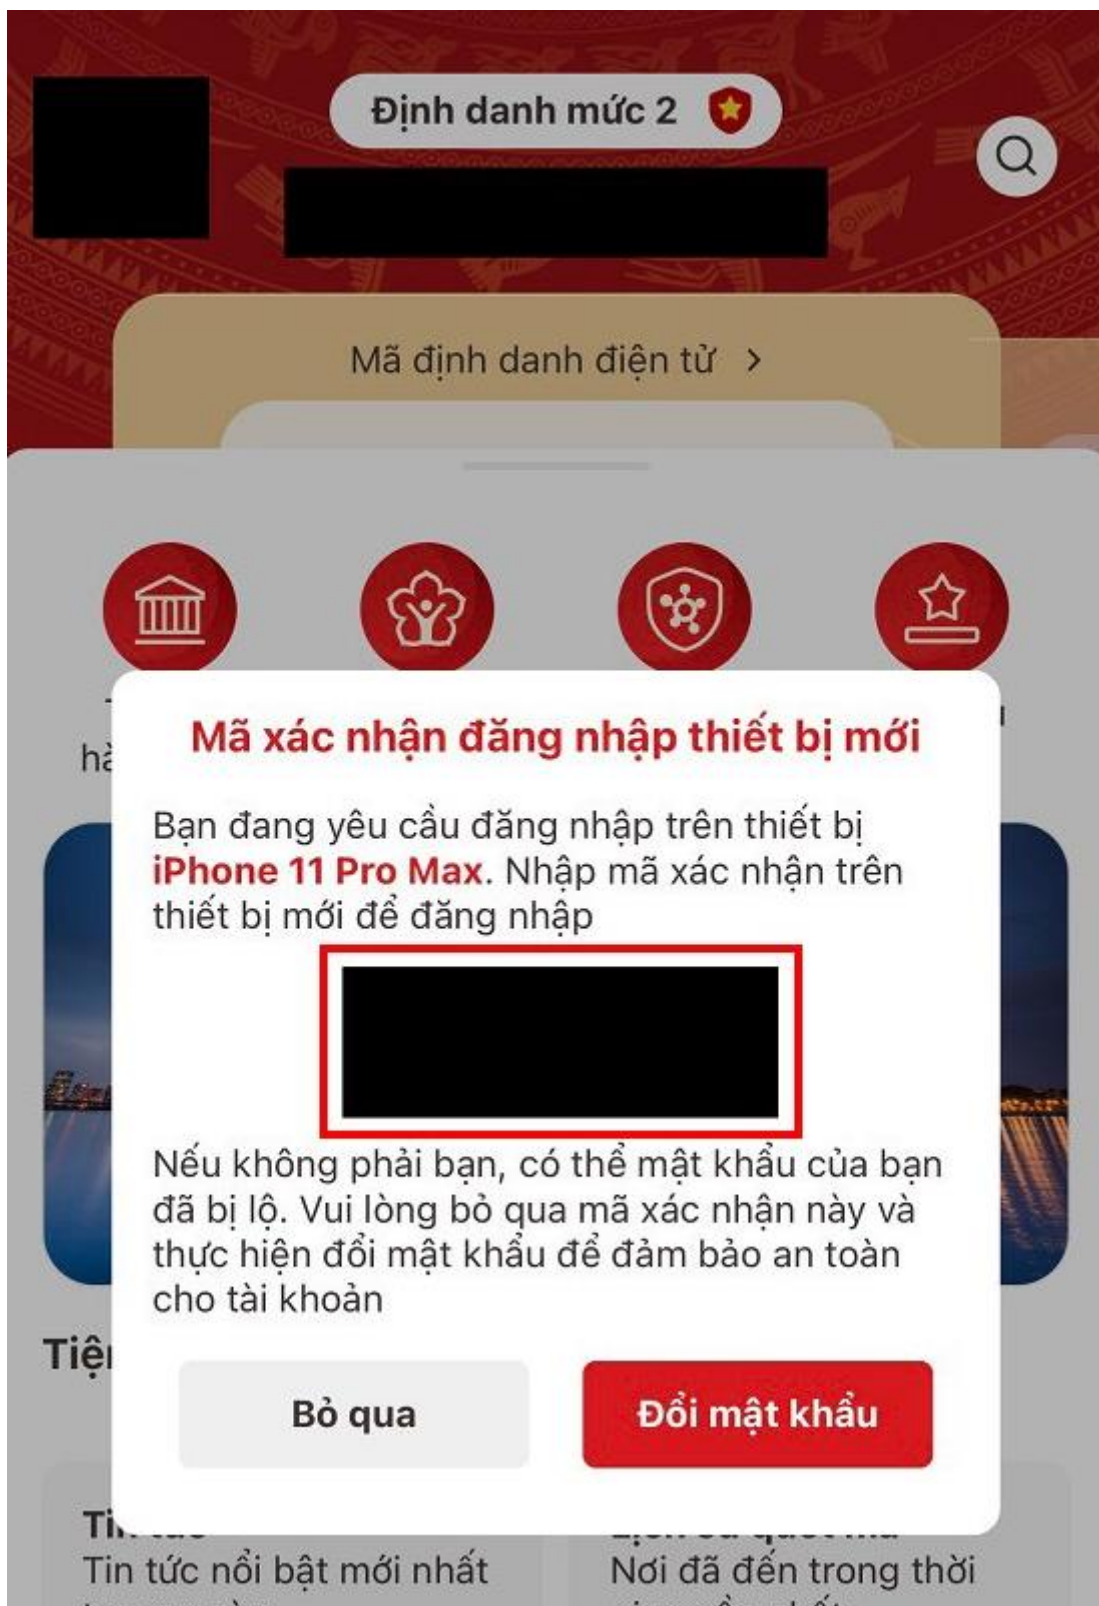 Định danh mức 2
Mã định danh điện tử >
Mã xác nhận đăng nhập thiết bị mới
Bạn đang yêu cầu đăng nhập trên thiết bị
iPhone 11 Pro Max. Nhập mã xác nhận trên
thiết bị mới để đăng nhập
Nếu không phải bạn, có thể mật khẩu của bạn
đã bị lộ. Vui lòng bỏ qua mã xác nhận này và
thực hiện đổi mật khẩu để đảm bảo an toàn
cho tài khoản
Bỏ qua
Đổi mật khẩu
Tin tức nổi bật mới nhất
Nơi đã đến trong thời